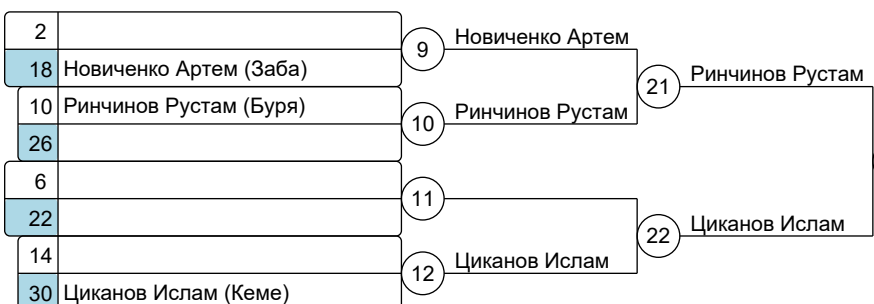 2
18 Новиченко Артем (Заба)
10 Ринчинов Рустам (Буря)
26
6
22
14
30 Циканов Ислам (Кеме)
9 Новиченко Артем
10 Ринчинов Рустам
11
12 Циканов Ислам
21 Ринчинов Рустам
22 Циканов Ислам